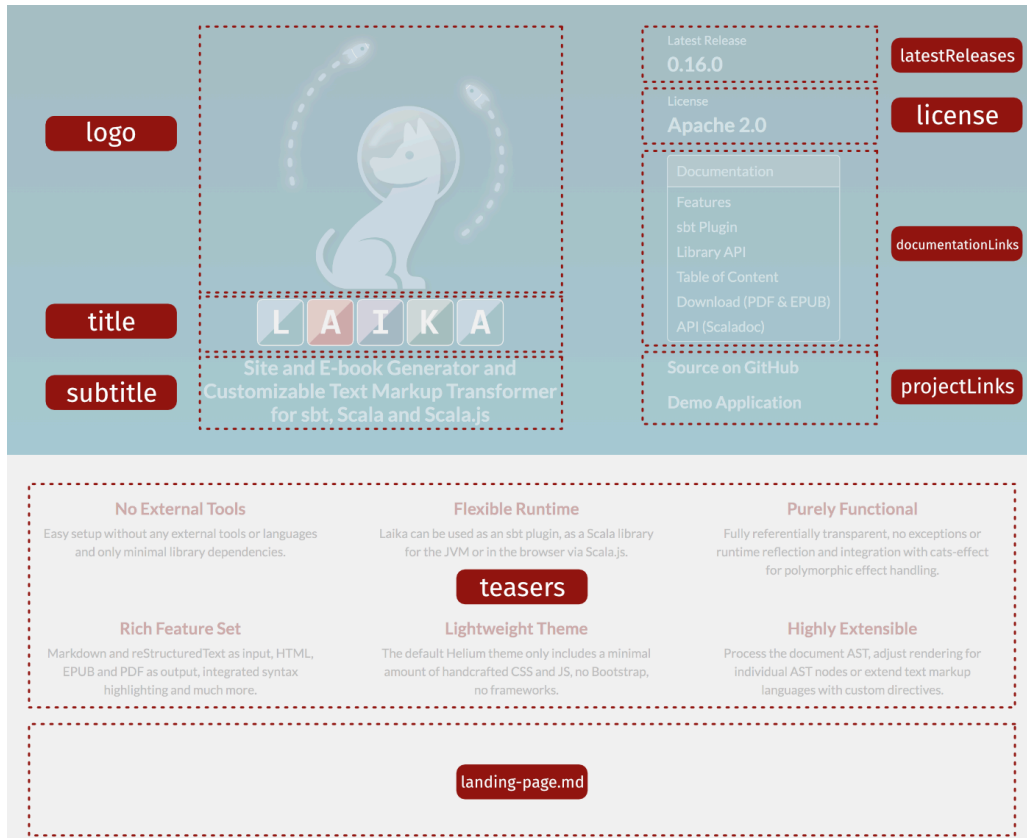 logo
L A I K A
title
Site and E-book Generator and
Customizable Text Markup Transformer
for sbt, Scala and Scala.js
subtitle
Latest Release
0.16.0
latestReleases
License
Apache 2.0
license
Documentation
Features
sbt Plugin
Library API
Table of Content
Download (PDF & EPUB)
API (Scaladoc)
documentationLinks
Source on GitHub
Demo Application
projectLinks
No External Tools
Easy setup without any external tools or languages
and only minimal library dependencies.
Flexible Runtime
Laika can be used as an sbt plugin, as a Scala library
for the JVM or in the browser via Scala.js.
Purely Functional
Fully referentially transparent, no exceptions or
runtime reflection and integration with cats-effect
for polymorphic effect handling.
teasers
Rich Feature Set
Markdown and reStructuredText as input, HTML,
EPUB and PDF as output, integrated syntax
highlighting and much more.
Lightweight Theme
The default Helium theme only includes a minimal
amount of handcrafted CSS and JS, no Bootstrap,
no frameworks.
Highly Extensible
Process the document AST, adjust rendering for
individual AST nodes or extend text markup
languages with custom directives.
landing-page.md